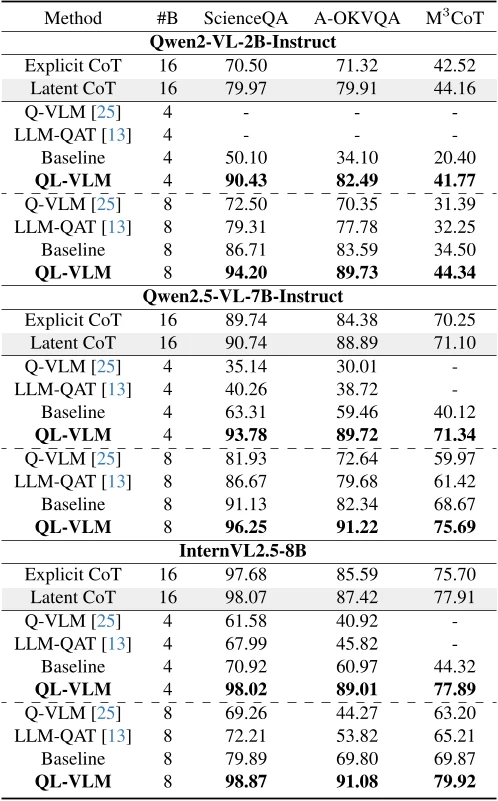 Method #B ScienceQA A-OKVQA M³CoT
Qwen2-VL-2B-Instruct
Explicit CoT 16 70.50 71.32 42.52
Latent CoT 16 79.97 79.91 44.16
Q-VLM [25] 4 - - -
LLM-QAT [13] 4 - - -
Baseline 4 50.10 34.10 20.40
QL-VLM 4 90.43 82.49 41.77
Q-VLM [25] 8 72.50 70.35 31.39
LLM-QAT [13] 8 79.31 77.78 32.25
Baseline 8 86.71 83.59 34.50
QL-VLM 8 94.20 89.73 44.34
Qwen2.5-VL-7B-Instruct
Explicit CoT 16 89.74 84.38 70.25
Latent CoT 16 90.74 88.89 71.10
Q-VLM [25] 4 35.14 30.01 -
LLM-QAT [13] 4 40.26 38.72 -
Baseline 4 63.31 59.46 40.12
QL-VLM 4 93.78 89.72 71.34
Q-VLM [25] 8 81.93 72.64 59.97
LLM-QAT [13] 8 86.67 79.68 61.42
Baseline 8 91.13 82.34 68.67
QL-VLM 8 96.25 91.22 75.69
InternVL2.5-8B
Explicit CoT 16 97.68 85.59 75.70
Latent CoT 16 98.07 87.42 77.91
Q-VLM [25] 4 61.58 40.92 -
LLM-QAT [13] 4 67.99 45.82 -
Baseline 4 70.92 60.97 44.32
QL-VLM 4 98.02 89.01 77.89
Q-VLM [25] 8 69.26 44.27 63.20
LLM-QAT [13] 8 72.21 53.82 65.21
Baseline 8 79.89 69.80 69.87
QL-VLM 8 98.87 91.08 79.92